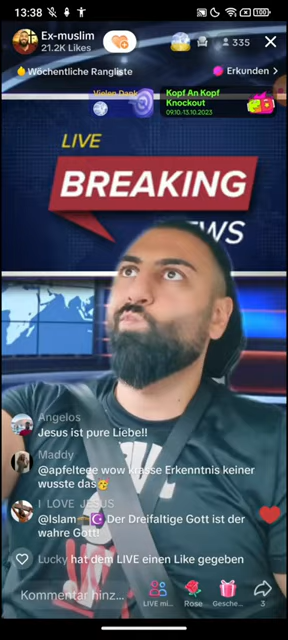 13:38
100
Ex-muslim
21.2K Likes
335
Wöchentliche Rangliste
Erkunden >
Vielen Dank
Kopf An Kopf
Knockout
09.10-13.10.2023
LIVE
BREAKING
NEWS
Angelos
Jesus ist pure Liebe!!
Maddy
@apfelteee wow krasse Erkenntnis keiner
wusste das🥳
I LOVE JESUS
@Islam🕋☪️ Der Dreifaltige Gott ist der
wahre Gott!
Lucky hat dem LIVE einen Like gegeben
Kommentar hinz...
LIVE mi...
Rose
Gesche...
3